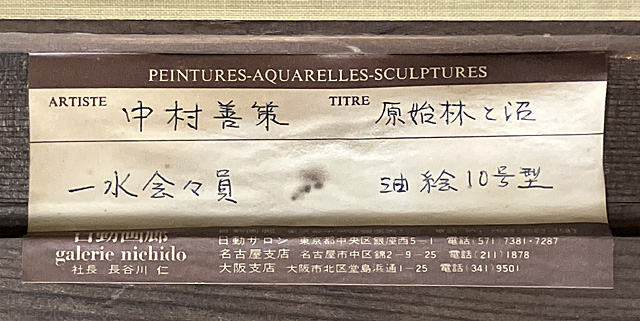 PEINTURES-AQUARELLES-SCULPTURES
ARTISTE 中村善策 TITRE 原始林と沼
一水会々員 油絵10号型
日動画廊
galerie nichido
社長 長谷川 仁
日動サロン 東京都中央区銀座西5-1 電話(571)7381・7287
名古屋支店 名古屋市中区錦2-9-25 電話(211)1878
大阪支店 大阪市北区堂島浜通1-25 電話(341)9501